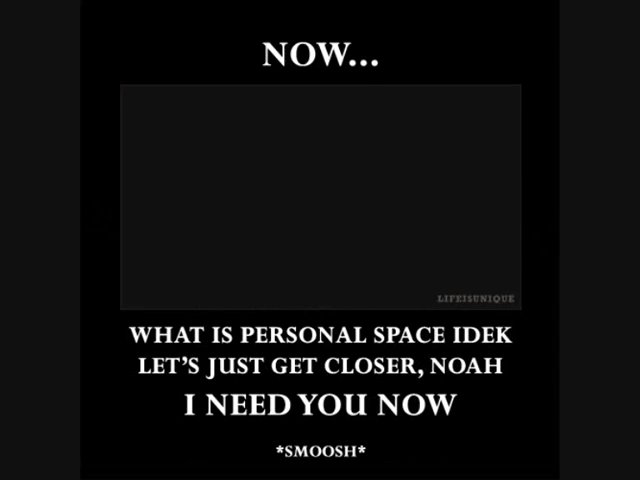 NOW...
LIFEISUNIQUE
WHAT IS PERSONAL SPACE IDEK
LET'S JUST GET CLOSER, NOAH
I NEED YOU NOW
*SMOOSH*